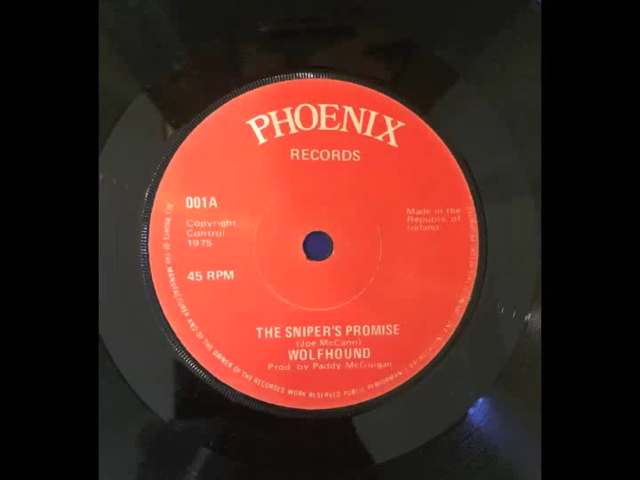 PHOENIX
RECORDS
001A
Copyright
Control
1975
Made in the
Republic of
Ireland
45 RPM
THE SNIPER'S PROMISE
(Joe McCann)
WOLFHOUND
Prod by Paddy McGuigan
ALL RIGHTS OF THE MANUFACTURER AND OF THE OWNER OF THE RECORDED WORK RESERVED PUBLIC PERFORMANCE